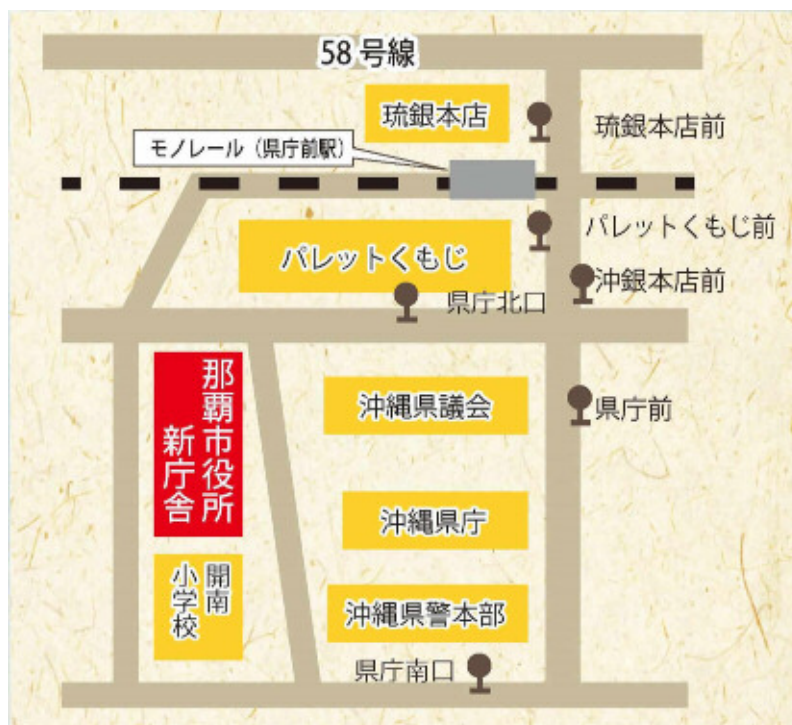 58号線
琉銀本店
琉銀本店前
モノレール（県庁前駅）
パレットくもじ前
パレットくもじ
沖銀本店前
県庁北口
那覇市役所
新庁舎
沖縄県議会
県庁前
沖縄県庁
開南
小学校
沖縄県警本部
県庁南口